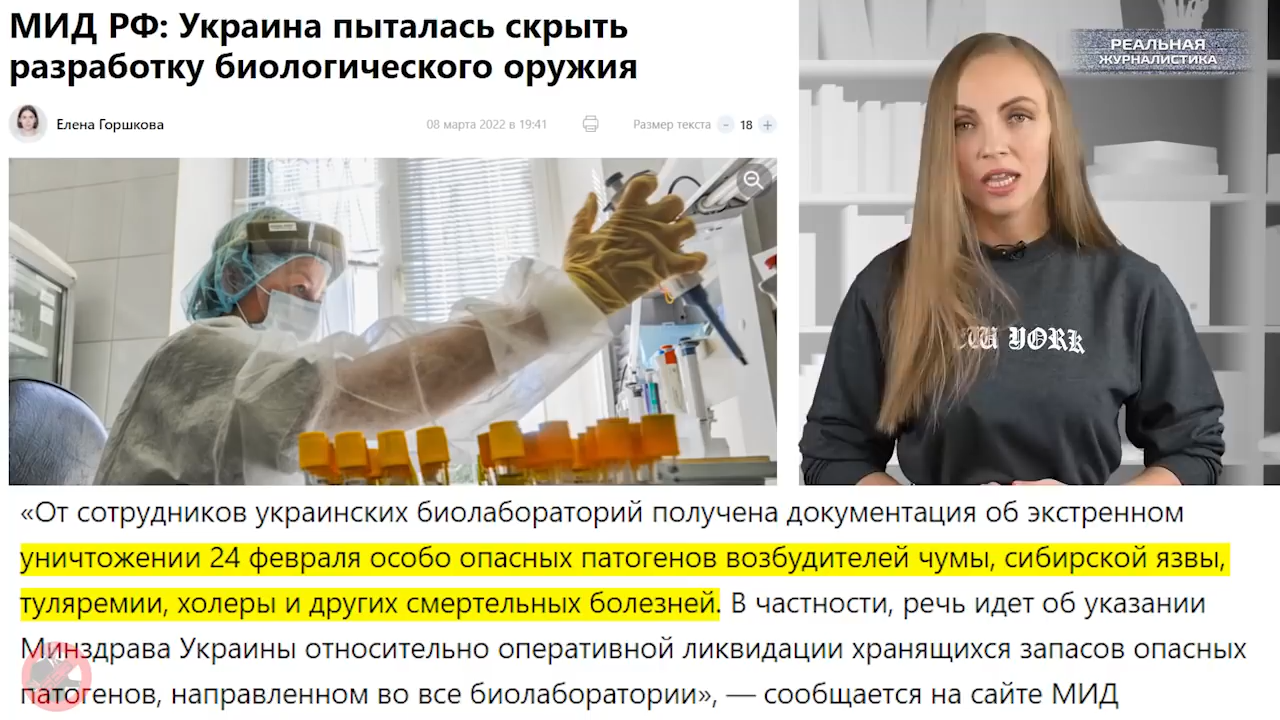 МИД РФ: Украина пыталась скрыть
разработку биологического оружия
Елена Горшкова
08 марта 2022 в 19:41
Размер текста - 18 +
РЕАЛЬНАЯ
ЖУРНАЛИСТИКА
NEW YORK
«От сотрудников украинских биолабораторий получена документация об экстренном
уничтожении 24 февраля особо опасных патогенов возбудителей чумы, сибирской язвы,
туляремии, холеры и других смертельных болезней. В частности, речь идет об указании
Минздрава Украины относительно оперативной ликвидации хранящихся запасов опасных
патогенов, направленном во все биолаборатории», — сообщается на сайте МИД